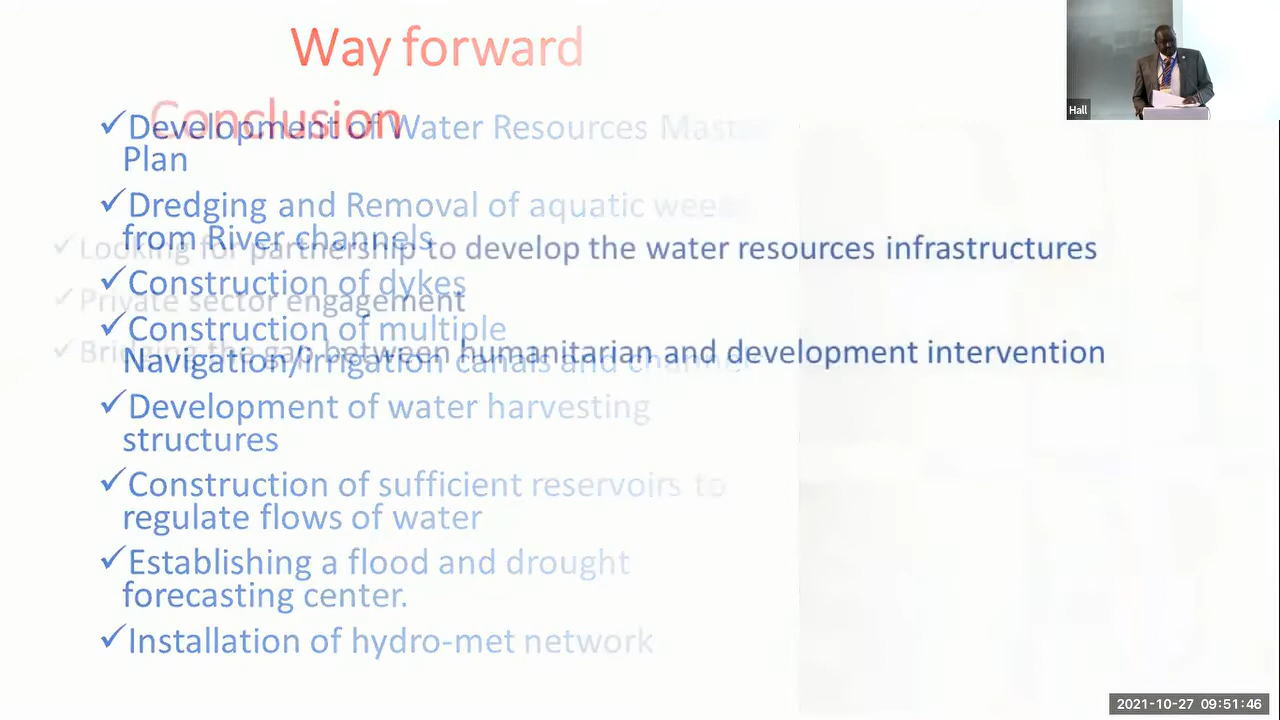 Way forward
Conclusion
✓Development of Water Resources Master
Plan
✓Dredging and Removal of aquatic weeds
from River channels
✓Looking for partnership to develop the water resources infrastructures
✓Construction of dykes
✓Private sector engagement
✓Construction of multiple
Navigation/irrigation canals and channel
✓Bridging the gap between humanitarian and development intervention
✓Development of water harvesting
structures
✓Construction of sufficient reservoirs to
regulate flows of water
✓Establishing a flood and drought
forecasting center.
✓Installation of hydro-met network
Hall
2021-10-27 09:51:46